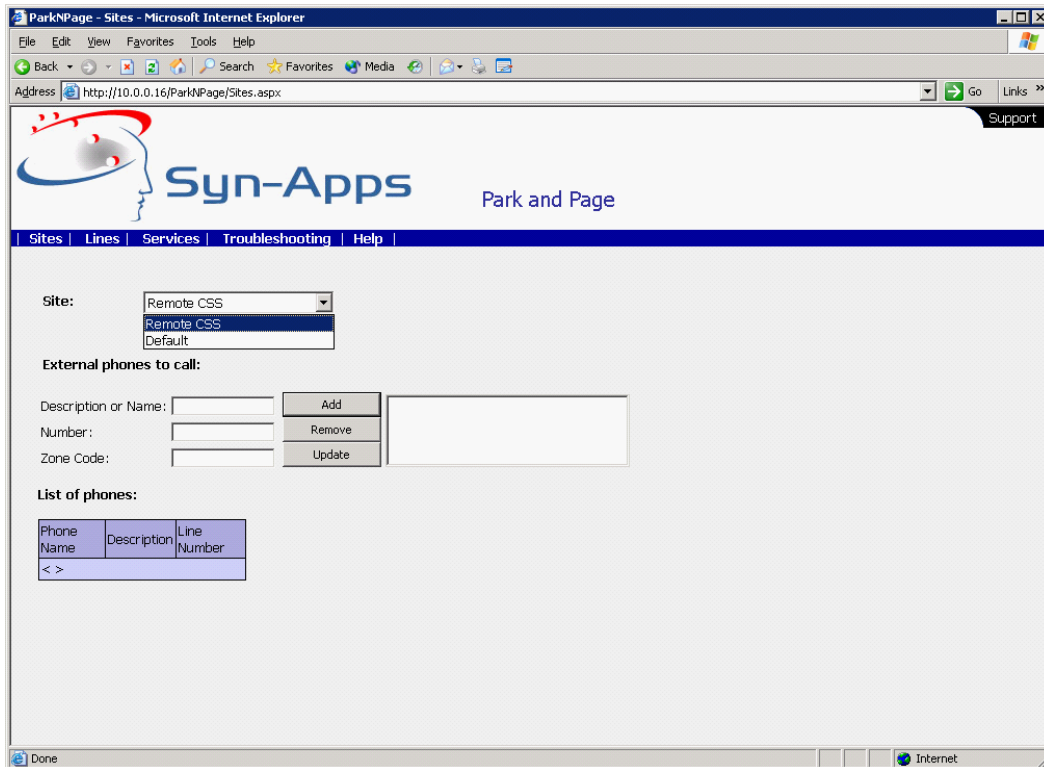 ParkNPage - Sites - Microsoft Internet Explorer
File Edit View Favorites Tools Help
Back Search Favorites Media
Address http://10.0.0.16/ParkNPage/Sites.aspx Go Links »
Support
Syn-Apps
Park and Page
| Sites | Lines | Services | Troubleshooting | Help |
Site: Remote CSS
Remote CSS
Default
External phones to call:
Description or Name: Add
Number: Remove
Zone Code: Update
List of phones:
Phone Name Description Line Number
< >
Done Internet